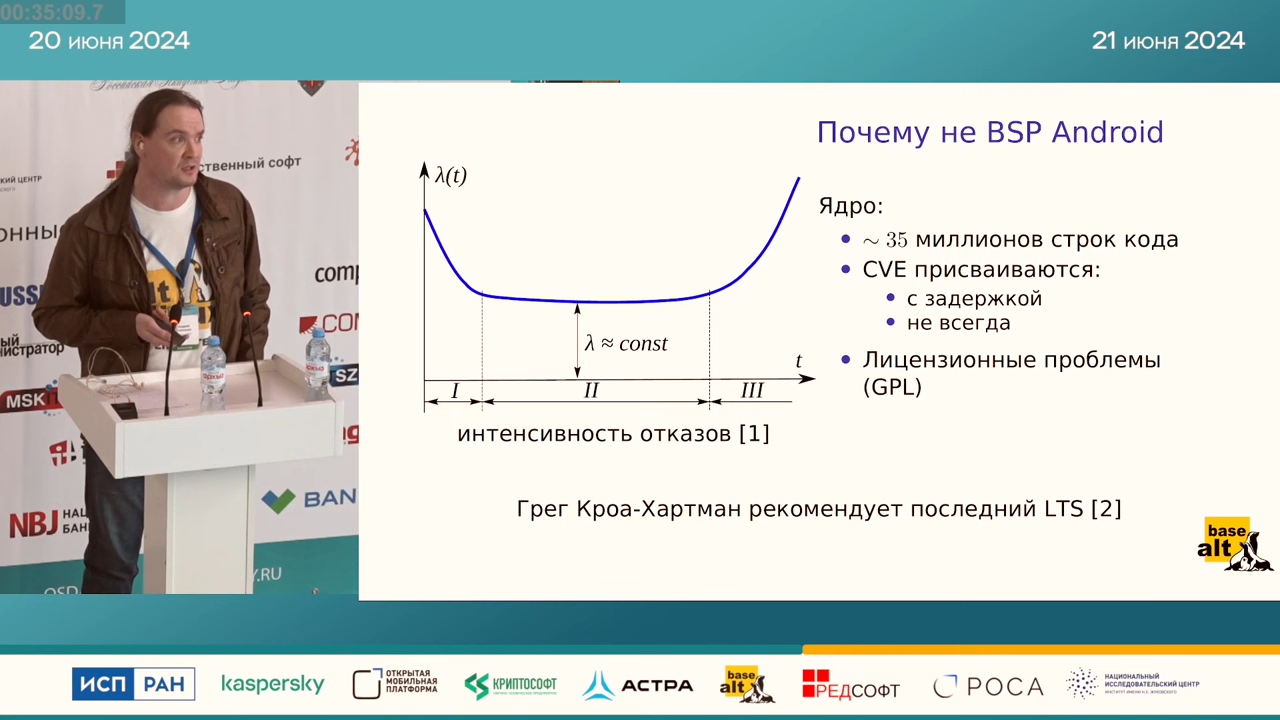 00:35:09.7
20 июня 2024
21 июня 2024
Почему не BSP Android
λ(t)
λ ≈ const
t
I
II
III
интенсивность отказов [1]
Ядро:
∼ 35 миллионов строк кода
CVE присваиваются:
с задержкой
не всегда
Лицензионные проблемы
(GPL)
Грег Кроа-Хартман рекомендует последний LTS [2]
base
alt
ственный софт
NBJ
BAN
ИСП РАН
kaspersky
ОТКРЫТАЯ
МОБИЛЬНАЯ
ПЛАТФОРМА
КРИПТОСОФТ
АСТРА
base
alt
РЕДСОФТ
РОСА
НАЦИОНАЛЬНЫЙ
ИССЛЕДОВАТЕЛЬСКИЙ ЦЕНТР